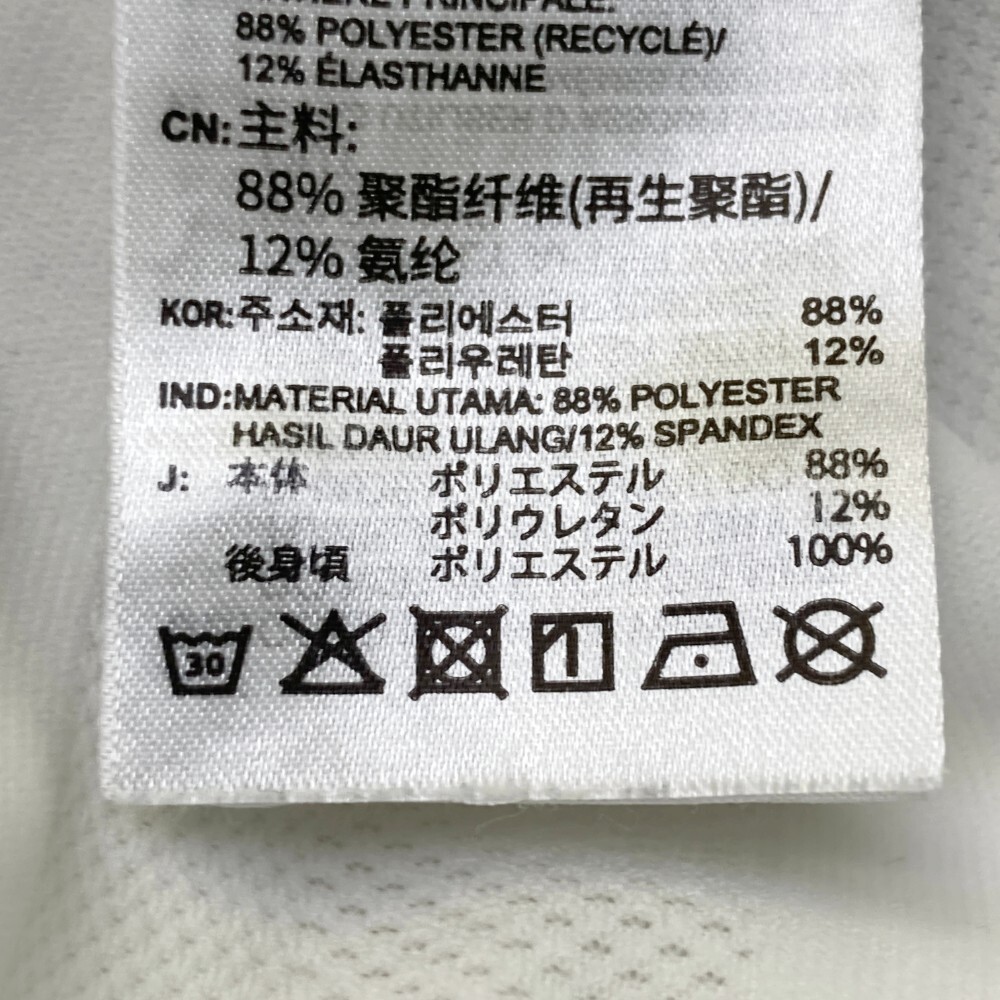 PRINCIPALE:
88% POLYESTER (RECYCLÉ)/
12% ÉLASTHANNE
CN: 主料:
88% 聚酯纤维(再生聚酯)/
12% 氨纶
KOR: 주소재: 폴리에스터 88%
폴리우레탄 12%
IND: MATERIAL UTAMA: 88% POLYESTER
HASIL DAUR ULANG/12% SPANDEX
J: 本体 ポリエステル 88%
ポリウレタン 12%
後身頃 ポリエステル 100%
30